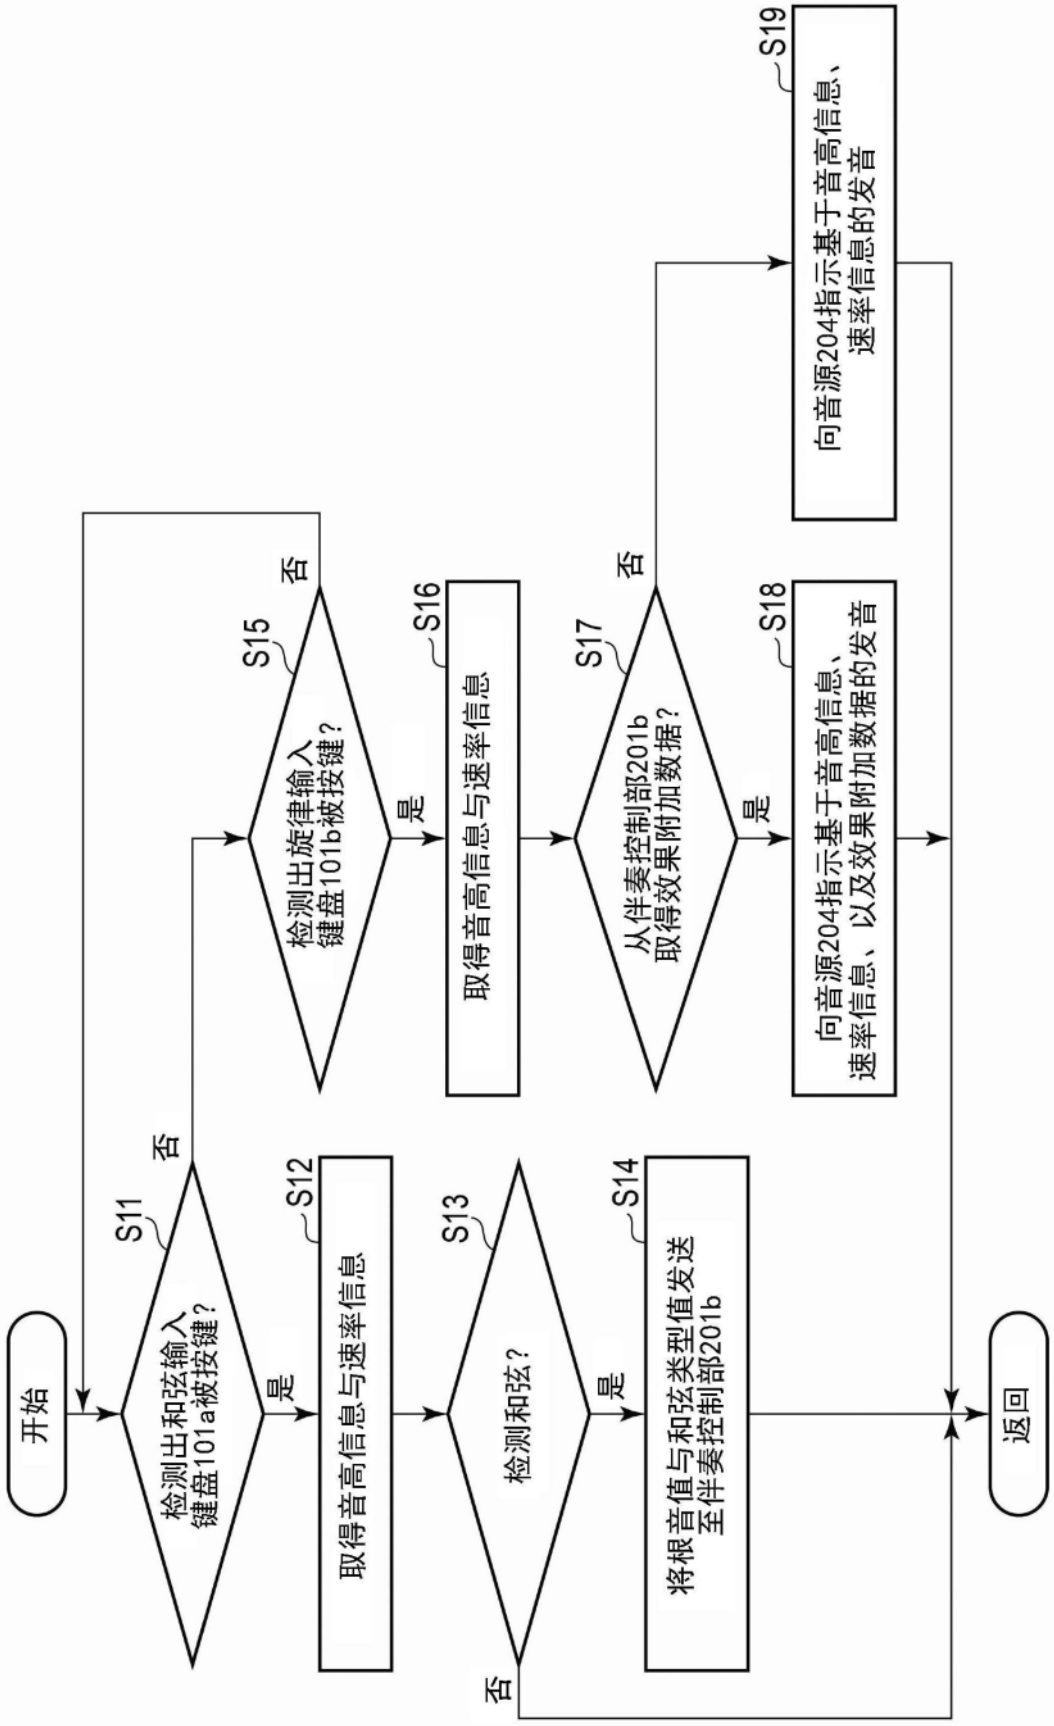 开始
S11
检测出和弦输入
键盘101a被按键?
否
是
S12
取得音高信息与速率信息
S13
检测和弦?
否
是
S14
将根音值与和弦类型值发送
至伴奏控制部201b
S15
检测出旋律输入
键盘101b被按键?
否
是
S16
取得音高信息与速率信息
S17
从伴奏控制部201b
取得效果附加数据?
否
是
S18
向音源204指示基于音高信息、
速率信息、以及效果附加数据的发音
S19
向音源204指示基于音高信息、
速率信息的发音
返回